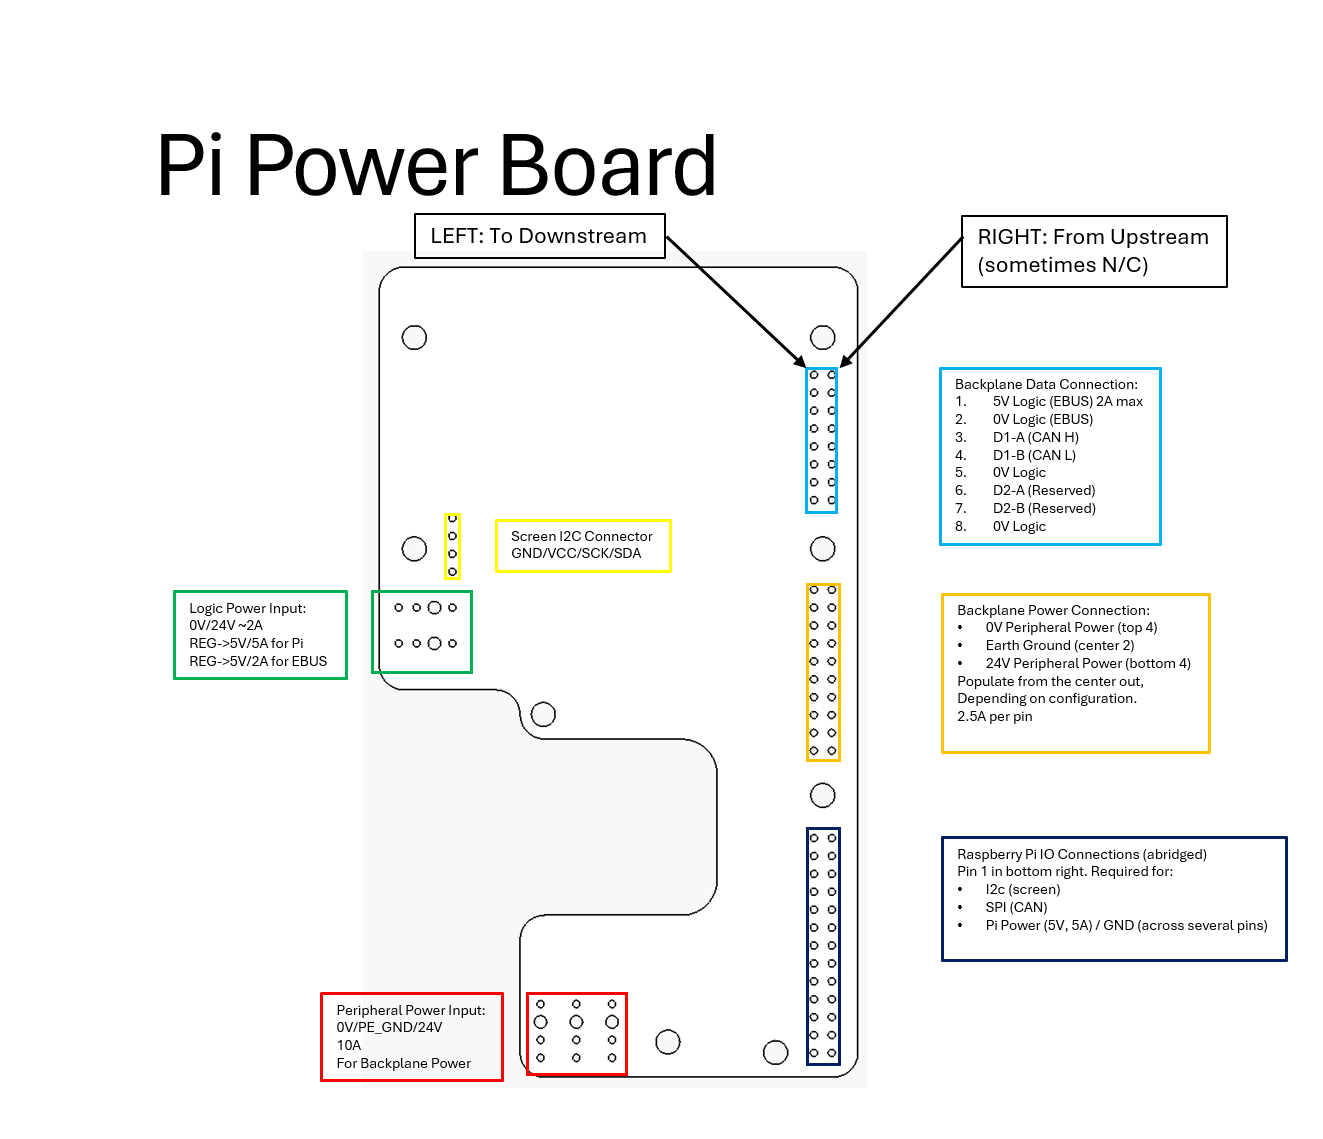 Pi Power Board
LEFT: To Downstream
RIGHT: From Upstream
(sometimes N/C)
Backplane Data Connection:
1. 5V Logic (EBUS) 2A max
2. 0V Logic (EBUS)
3. D1-A (CAN H)
4. D1-B (CAN L)
5. 0V Logic
6. D2-A (Reserved)
7. D2-B (Reserved)
8. 0V Logic
Screen I2C Connector
GND/VCC/SCK/SDA
Logic Power Input:
0V/24V ~2A
REG->5V/5A for Pi
REG->5V/2A for EBUS
Backplane Power Connection:
• 0V Peripheral Power (top 4)
• Earth Ground (center 2)
• 24V Peripheral Power (bottom 4)
Populate from the center out,
Depending on configuration.
2.5A per pin
Raspberry Pi IO Connections (abridged)
Pin 1 in bottom right. Required for:
• I2c (screen)
• SPI (CAN)
• Pi Power (5V, 5A) / GND (across several pins)
Peripheral Power Input:
0V/PE_GND/24V
10A
For Backplane Power